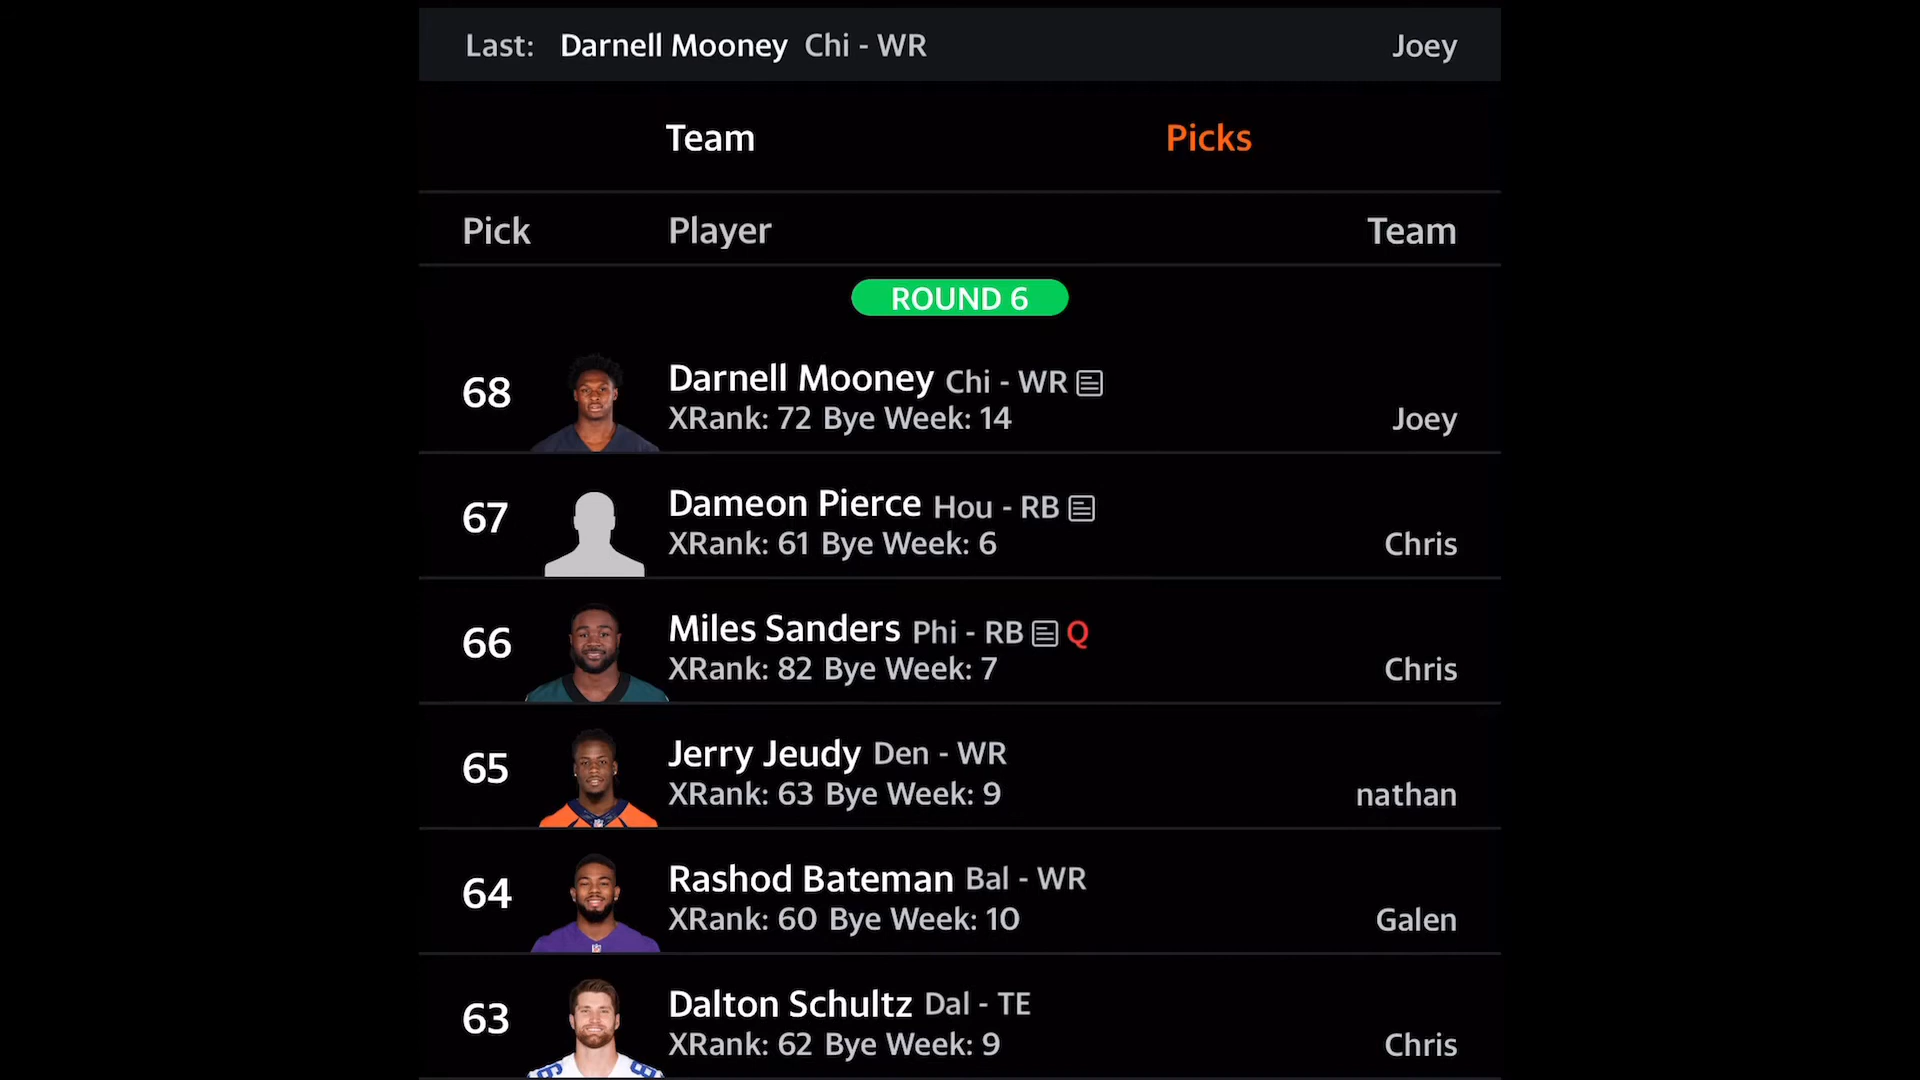 Last: Darnell Mooney Chi - WR Joey
Team Picks
Pick Player Team
ROUND 6
68 Darnell Mooney Chi - WR
XRank: 72 Bye Week: 14 Joey
67 Dameon Pierce Hou - RB
XRank: 61 Bye Week: 6 Chris
66 Miles Sanders Phi - RB Q
XRank: 82 Bye Week: 7 Chris
65 Jerry Jeudy Den - WR
XRank: 63 Bye Week: 9 nathan
64 Rashod Bateman Bal - WR
XRank: 60 Bye Week: 10 Galen
63 Dalton Schultz Dal - TE
XRank: 62 Bye Week: 9 Chris